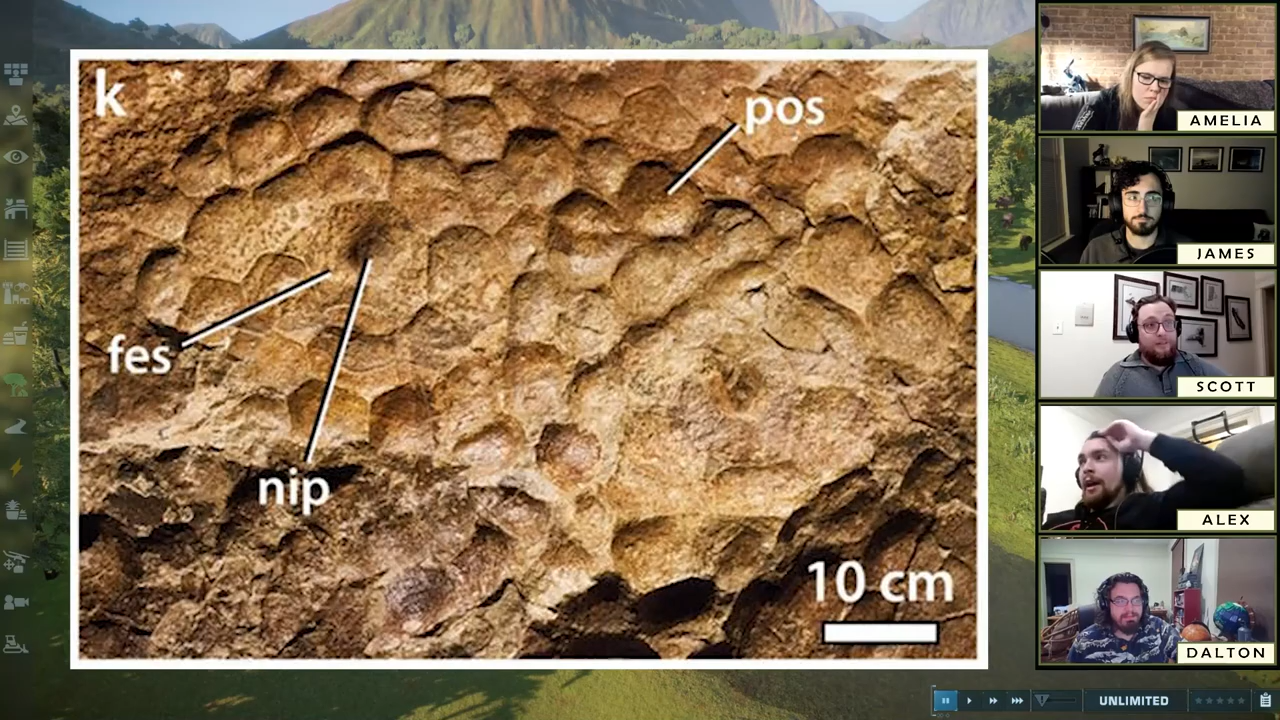 k
pos
fes
nip
10 cm
AMELIA
JAMES
SCOTT
ALEX
DALTON
UNLIMITED